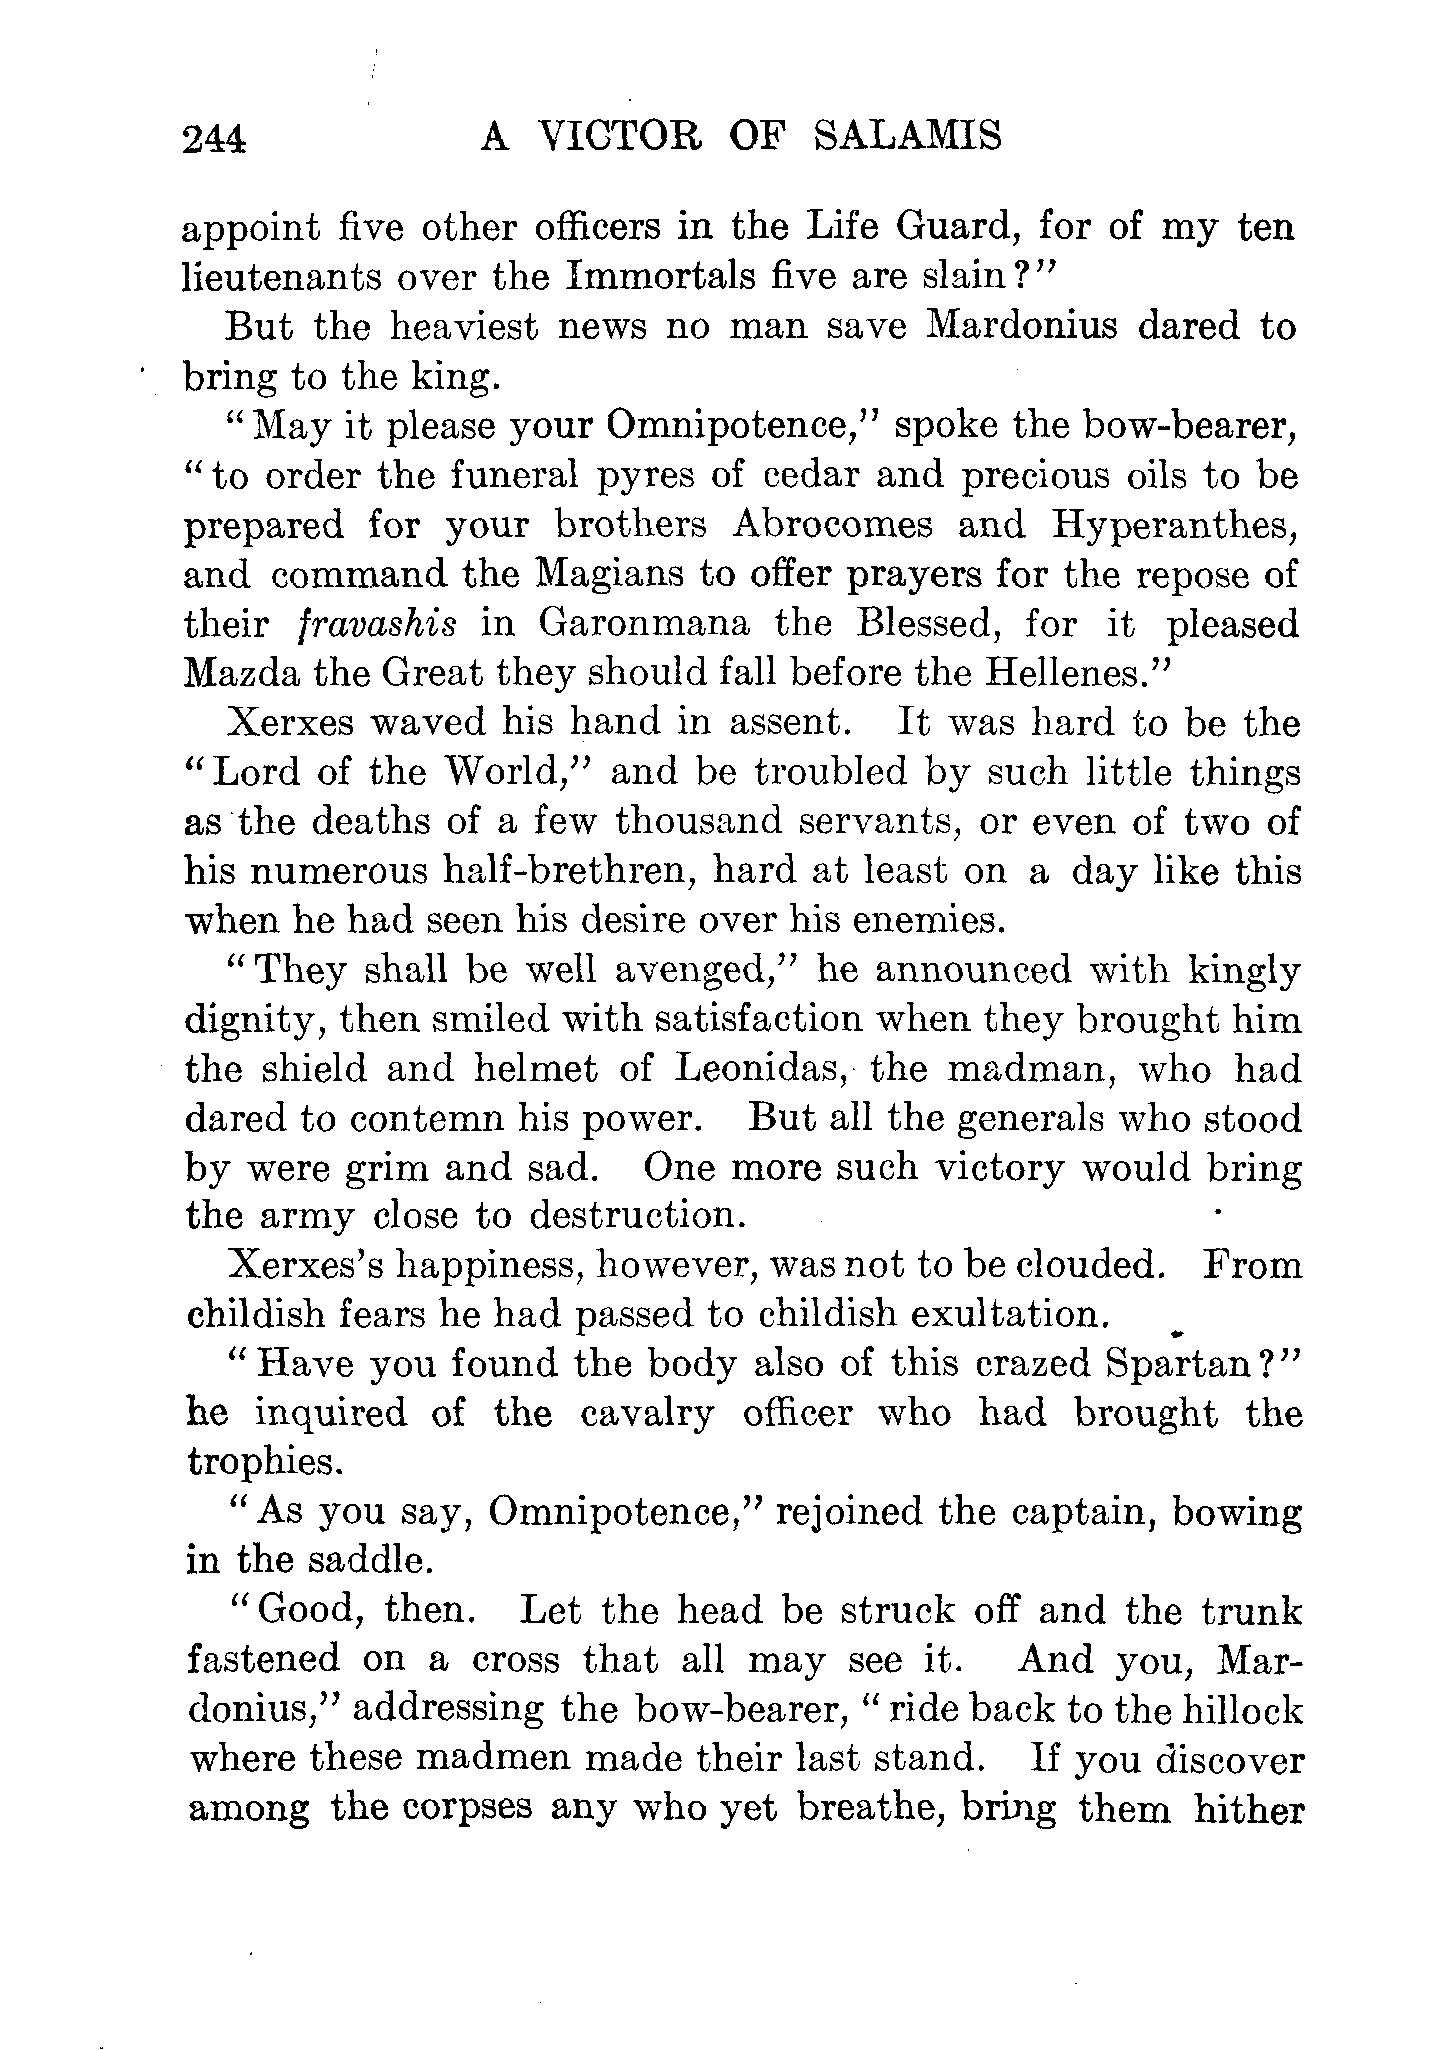 244 A VICTOR OF SALAMIS
appoint five other officers in the Life Guard, for of my ten
lieutenants over the Immortals five are slain?"
But the heaviest news no man save Mardonius dared to
bring to the king.
"May it please your Omnipotence," spoke the bow-bearer,
"to order the funeral pyres of cedar and precious oils to be
prepared for your brothers Abrocomes and Hyperanthes,
and command the Magians to offer prayers for the repose of
their fravashis in Garonmana the Blessed, for it pleased
Mazda the Great they should fall before the Hellenes."
Xerxes waved his hand in assent. It was hard to be the
"Lord of the World," and be troubled by such little things
as the deaths of a few thousand servants, or even of two of
his numerous half-brethren, hard at least on a day like this
when he had seen his desire over his enemies.
"They shall be well avenged," he announced with kingly
dignity, then smiled with satisfaction when they brought him
the shield and helmet of Leonidas, the madman, who had
dared to contemn his power. But all the generals who stood
by were grim and sad. One more such victory would bring
the army close to destruction.
Xerxes's happiness, however, was not to be clouded. From
childish fears he had passed to childish exultation.
"Have you found the body also of this crazed Spartan?"
he inquired of the cavalry officer who had brought the
trophies.
"As you say, Omnipotence," rejoined the captain, bowing
in the saddle.
"Good, then. Let the head be struck off and the trunk
fastened on a cross that all may see it. And you, Mar-
donius," addressing the bow-bearer, "ride back to the hillock
where these madmen made their last stand. If you discover
among the corpses any who yet breathe, bring them hither